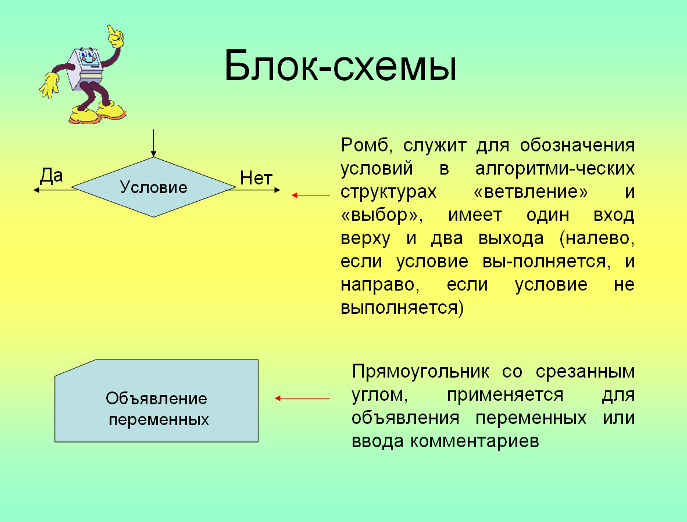 Блок-схемы
Да
Условие
Нет
Ромб, служит для обозначения
условий в алгоритми-ческих
структурах «ветвление» и
«выбор», имеет один вход
верху и два выхода (налево,
если условие вы-полняется, и
направо, если условие не
выполняется)
Объявление
переменных
Прямоугольник со срезанным
углом, применяется для
объявления переменных или
ввода комментариев